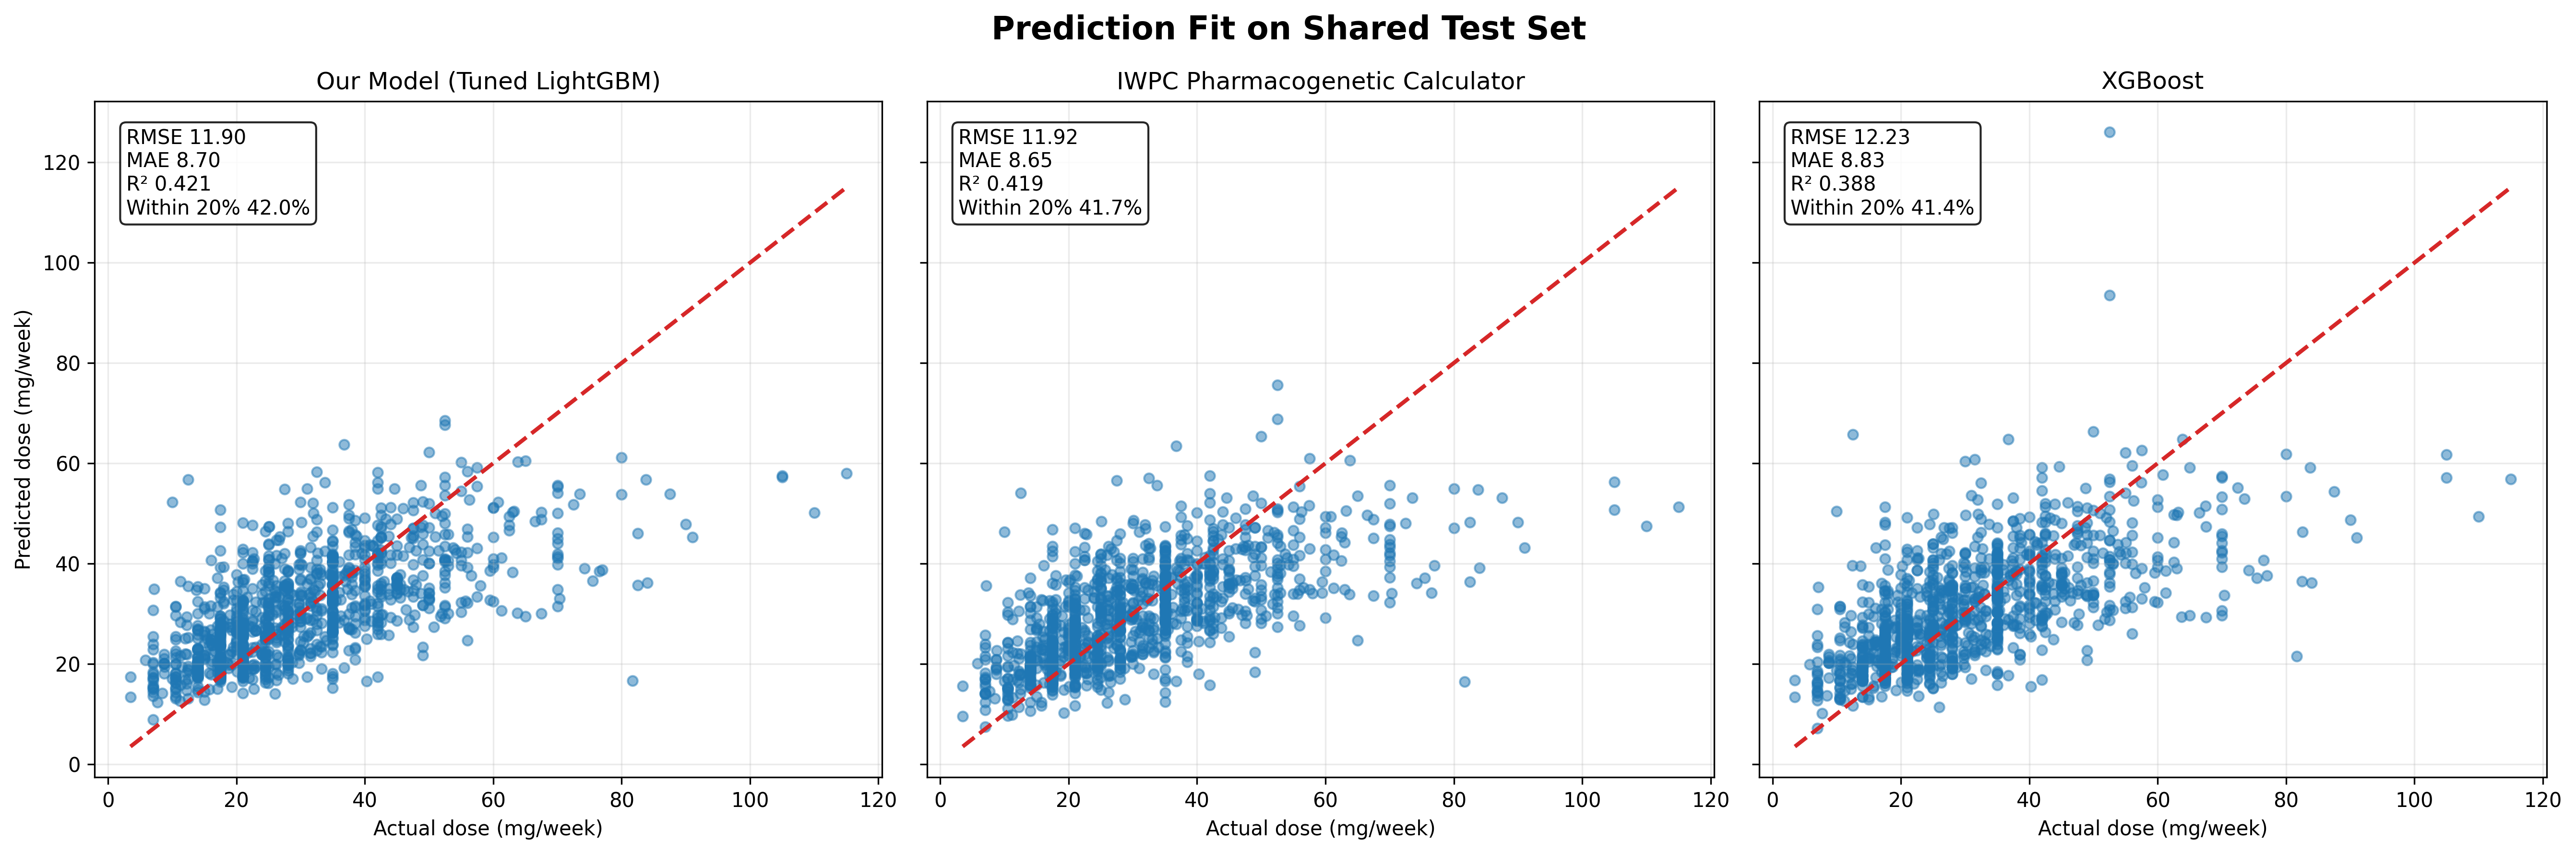 Prediction Fit on Shared Test Set
Our Model (Tuned LightGBM)
RMSE 11.90
MAE 8.70
R² 0.421
Within 20% 42.0%
Predicted dose (mg/week)
120
100
80
60
40
20
0
0 20 40 60 80 100 120
Actual dose (mg/week)
IWPC Pharmacogenetic Calculator
RMSE 11.92
MAE 8.65
R² 0.419
Within 20% 41.7%
0 20 40 60 80 100 120
Actual dose (mg/week)
XGBoost
RMSE 12.23
MAE 8.83
R² 0.388
Within 20% 41.4%
0 20 40 60 80 100 120
Actual dose (mg/week)